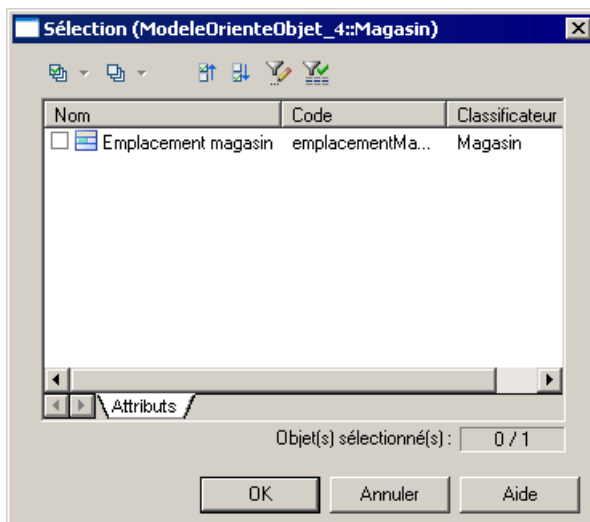 Sélection (ModeleOrienteObjet_4::Magasin)
Nom Code Classificateur
Emplacement magasin emplacementMa... Magasin
Attributs
Objet(s) sélectionné(s) : 0 / 1
OK Annuler Aide